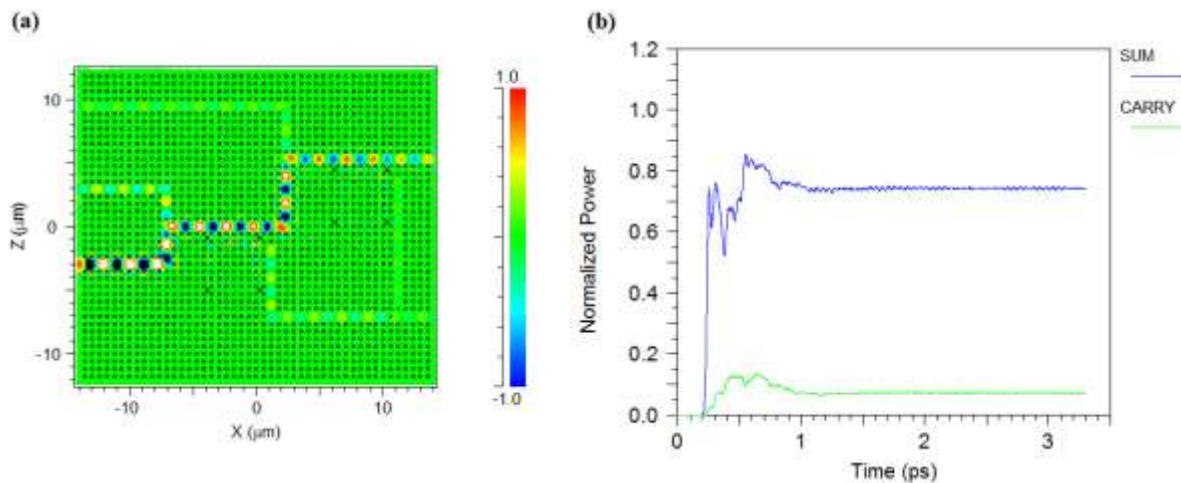 (a)
(b)
10
0
-10
Z (μm)
-10
0
10
X (μm)
1.0
-1.0
1.2
1.0
0.8
0.6
0.4
0.2
0.0
Normalized Power
0
1
2
3
Time (ps)
SUM
CARRY